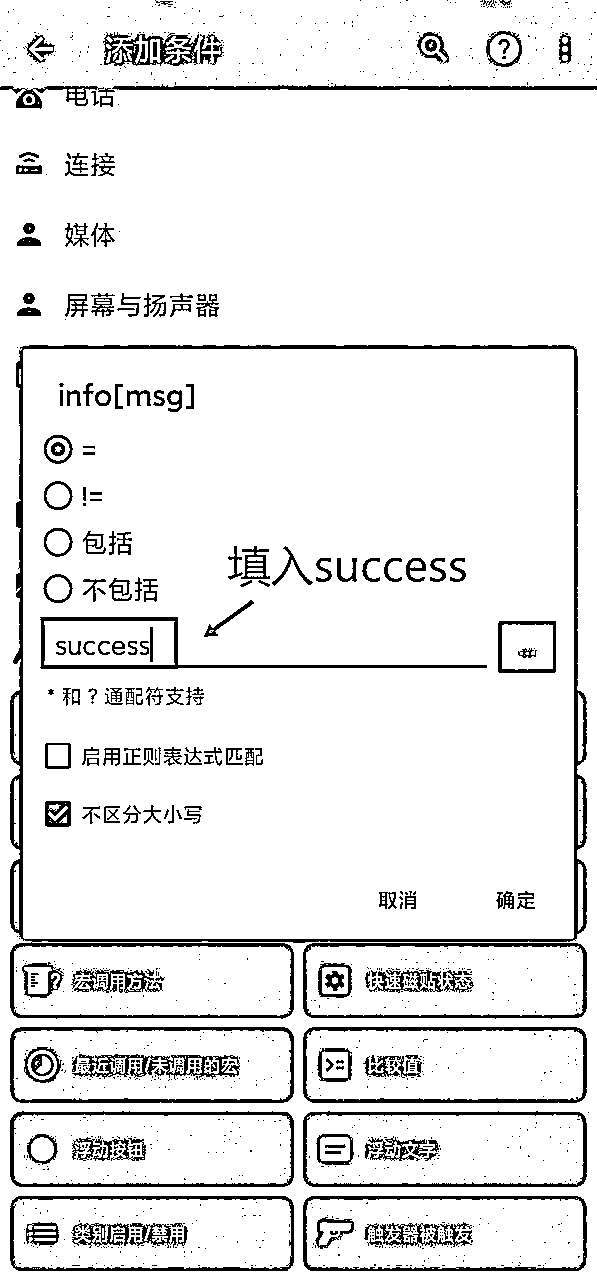 添加条件
电话
连接
媒体
屏幕与扬声器
info[msg]
=
!=
包括
不包括
填入success
success
* 和 ? 通配符支持
启用正则表达式匹配
不区分大小写
取消
确定
宏调用方法
快速磁贴状态
最近调用/未调用的宏
比较值
浮动按钮
浮动文字
类别启用/禁用
触发器被触发